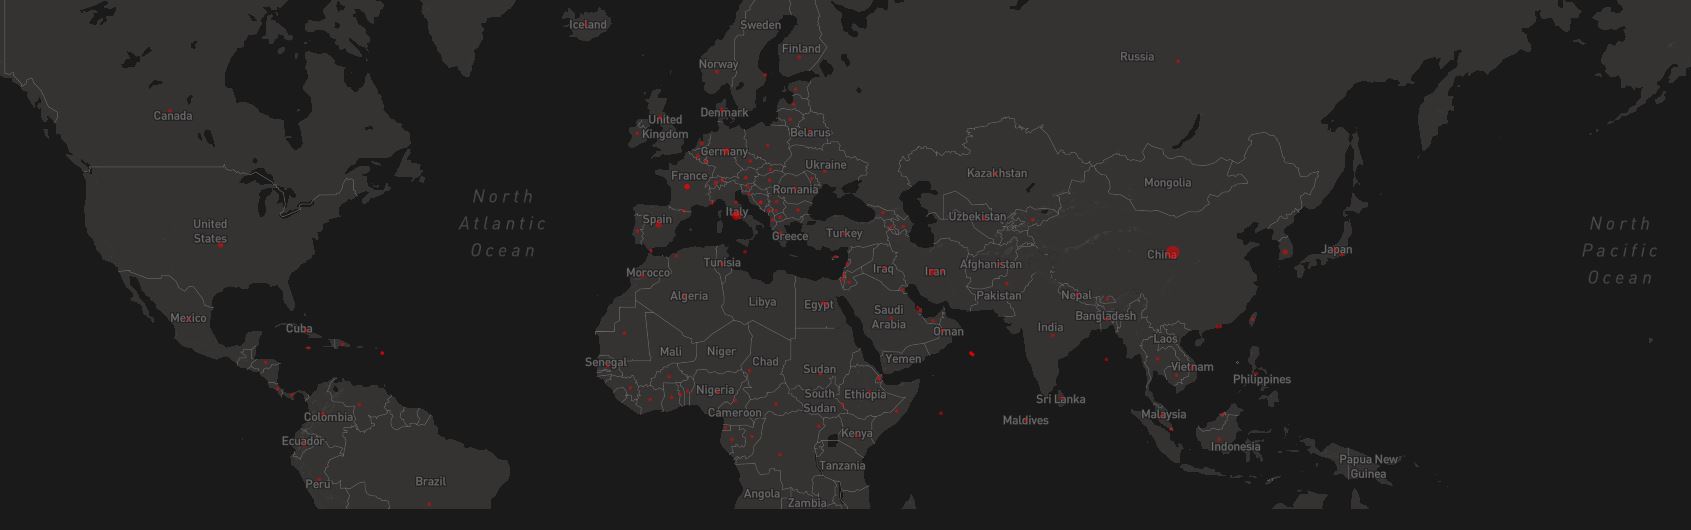 Iceland
Sweden
Finland
Norway
Russia
Canada
Denmark
United
Kingdom
Belarus
Germany
Ukraine
France
Kazakhstan
Mongolia
Romania
North
Atlantic
Ocean
Italy
Spain
Uzbekistan
United
States
Greece
Turkey
North
Pacific
Ocean
Japan
China
Tunisia
Morocco
Iraq
Iran
Afghanistan
Algeria
Libya
Egypt
Pakistan
Nepal
Saudi
Arabia
Bangladesh
Mexico
Cuba
India
Oman
Laos
Mali
Niger
Chad
Senegal
Yemen
Sudan
Vietnam
Philippines
Nigeria
South
Sudan
Ethiopia
Sri Lanka
Colombia
Cameroon
Maldives
Malaysia
Ecuador
Kenya
Indonesia
Tanzania
Papua New
Guinea
Peru
Brazil
Angola
Zambia